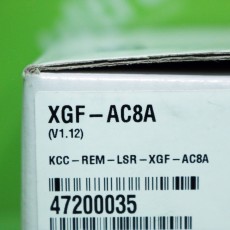 XGF-AC8A
(V1.12)
KCC-REM-LSR-XGF-AC8A
47200035